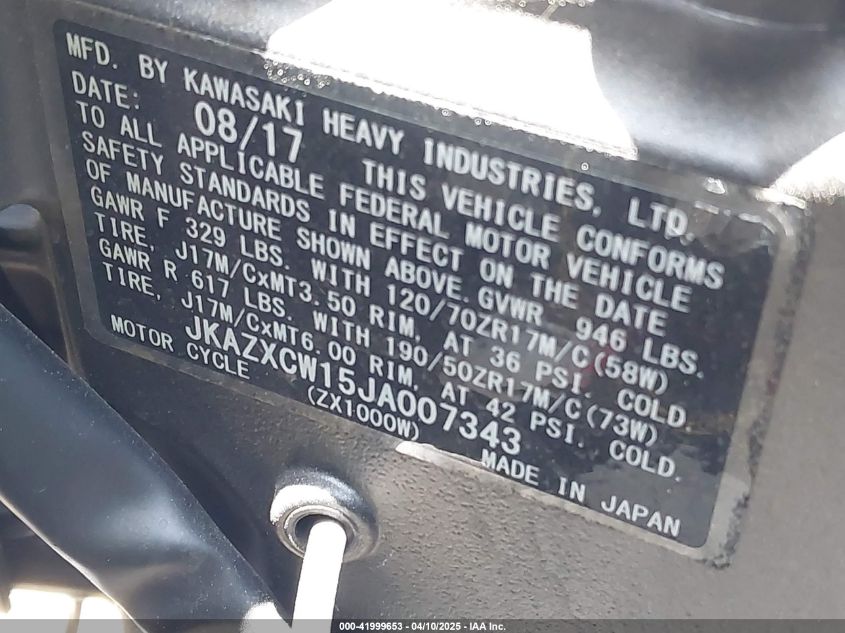 MFD. BY KAWASAKI HEAVY INDUSTRIES, LTD.
DATE: 08/17 THIS VEHICLE CONFORMS
TO ALL APPLICABLE FEDERAL MOTOR VEHICLE
SAFETY STANDARDS IN EFFECT ON THE DATE
OF MANUFACTURE SHOWN ABOVE. GVWR 946 LBS.
GAWR F 329 LBS. WITH 120/70ZR17M/C(58W)
TIRE, J17M/CxMT3.50 RIM, AT 36 PSI. COLD
GAWR R 617 LBS. WITH 190/50ZR17M/C(73W)
TIRE, J17M/CxMT6.00 RIM, AT 42 PSI. COLD.
JKAZXCW15JA007343
MOTOR CYCLE (ZX1000W) MADE IN JAPAN
000-41999653 - 04/10/2025 - IAA Inc.